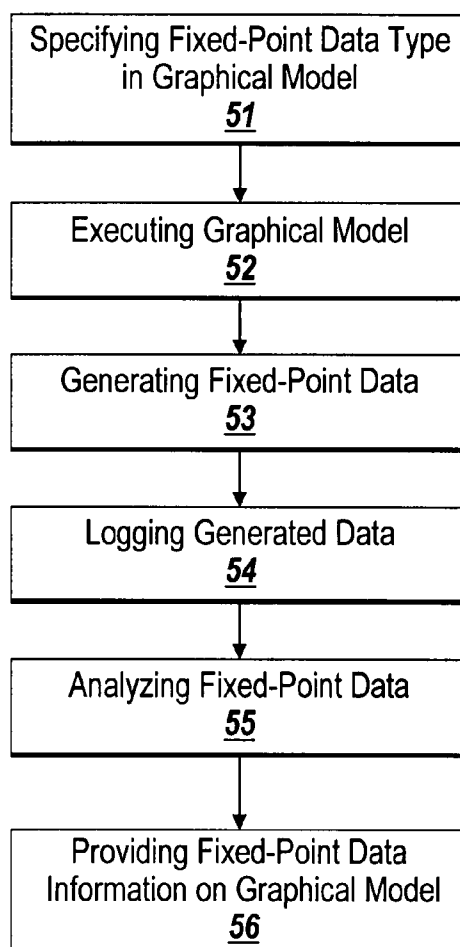 Specifying Fixed-Point Data Type
in Graphical Model
51
Executing Graphical Model
52
Generating Fixed-Point Data
53
Logging Generated Data
54
Analyzing Fixed-Point Data
55
Providing Fixed-Point Data
Information on Graphical Model
56